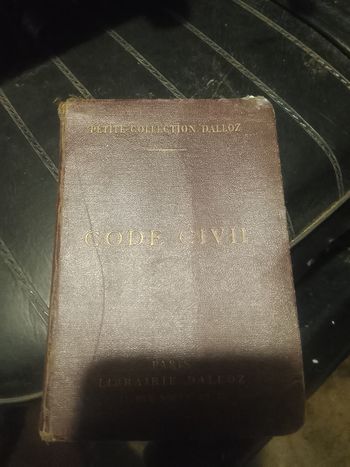 PETITE COLLECTION DALLOZ
CODE CIVIL
PARIS
LIBRAIRIE DALLOZ